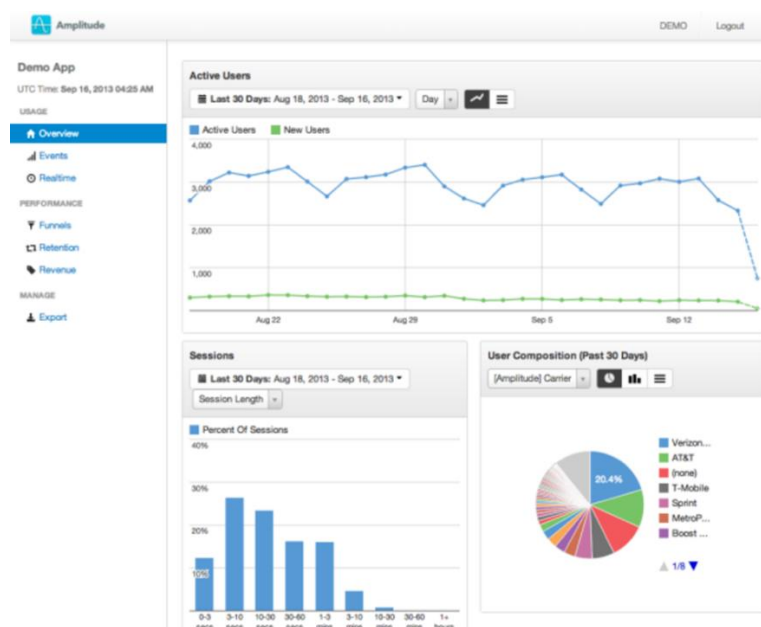 Amplitude
DEMO Logout
Demo App
UTC Time: Sep 16, 2013 04:25 AM
USAGE
Overview
Events
Realtime
PERFORMANCE
Funnels
Retention
Revenue
MANAGE
Export
Active Users
Last 30 Days: Aug 18, 2013 - Sep 16, 2013 Day
Active Users New Users
4,000
3,000
2,000
1,000
Aug 22 Aug 29 Sep 5 Sep 12
Sessions
Last 30 Days: Aug 18, 2013 - Sep 16, 2013
Session Length
Percent Of Sessions
40%
30%
20%
10%
0-3 3-10 10-30 30-60 1-3 3-10 10-30 30-60 1+
User Composition (Past 30 Days)
[Amplitude] Carrier
20.4%
Verizon...
AT&T
(none)
T-Mobile
Sprint
MetroP...
Boost ...
1/8